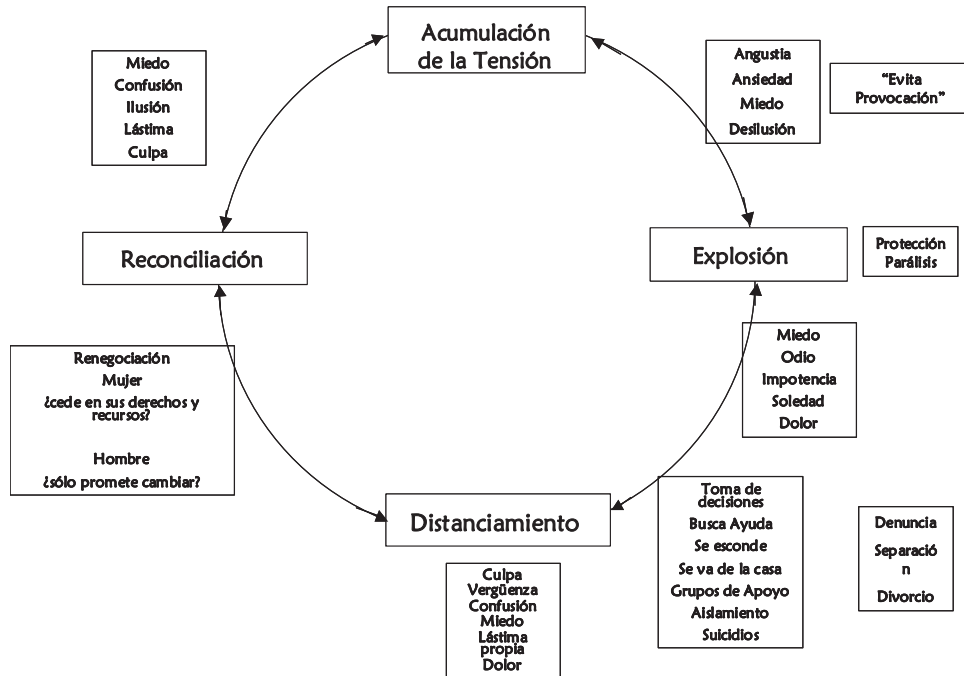 Acumulación
de la Tensión
Miedo
Confusión
Ilusión
Lástima
Culpa
Angustia
Ansiedad
Miedo
Desilusión
“Evita
Provocación”
Reconciliación
Explosión
Protección
Parálisis
Renegociación
Mujer
¿cede en sus derechos y
recursos?
Hombre
¿sólo promete cambiar?
Miedo
Odio
Impotencia
Soledad
Dolor
Distanciamiento
Culpa
Vergüenza
Confusión
Miedo
Lástima
propia
Dolor
Toma de
decisiones
Busca Ayuda
Se esconde
Se va de la casa
Grupos de Apoyo
Aislamiento
Suicidios
Denuncia
Separació
n
Divorcio